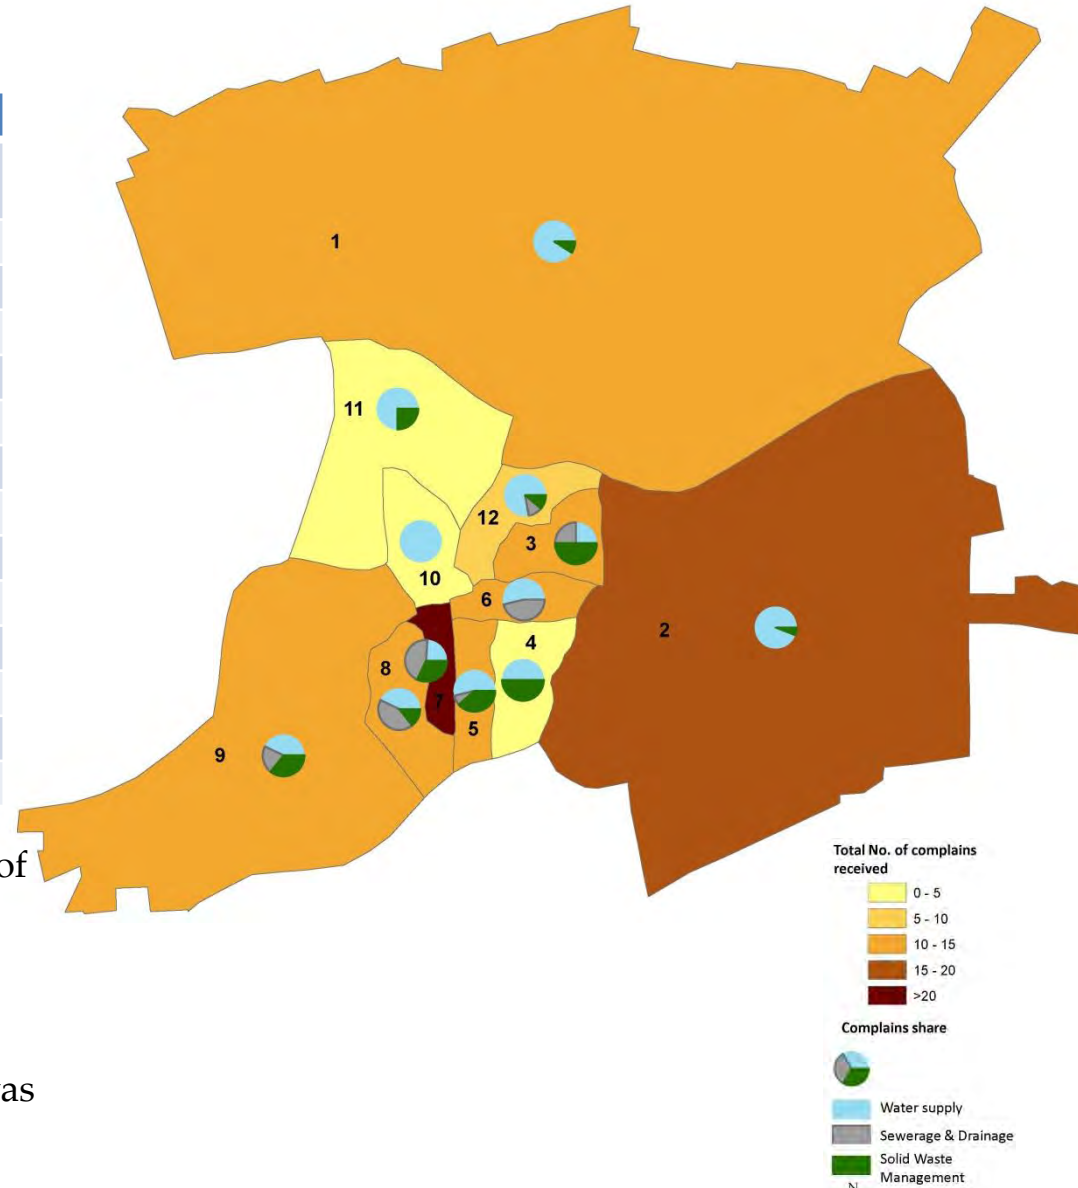 1
11
12
3
10
6
4
2
8
7
5
9
of
Total No. of complains
received
0 - 5
5 - 10
10 - 15
15 - 20
>20
Complains share
as
Water supply
Sewerage & Drainage
Solid Waste
Management
N